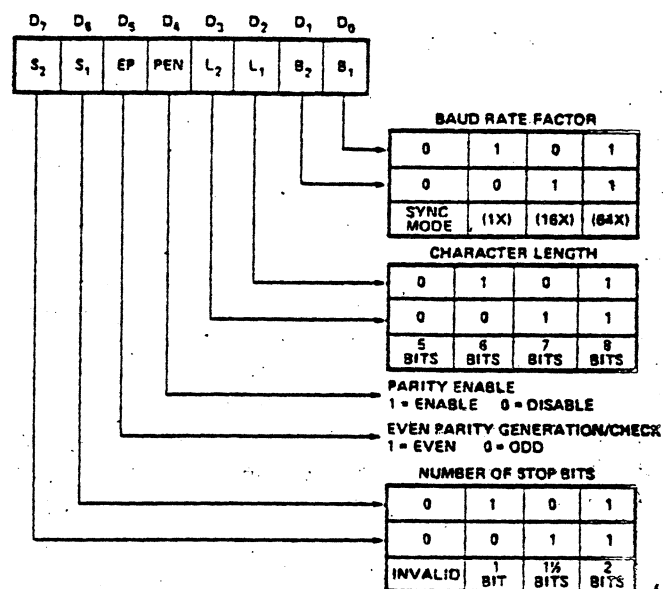 D7 D6 D5 D4 D3 D2 D1 D0
S2 S1 EP PEN L2 L1 B2 B1
BAUD RATE FACTOR
0 1 0 1
0 0 1 1
SYNC MODE (1X) (16X) (64X)
CHARACTER LENGTH
0 1 0 1
0 0 1 1
5 BITS 6 BITS 7 BITS 8 BITS
PARITY ENABLE
1 = ENABLE 0 = DISABLE
EVEN PARITY GENERATION/CHECK
1 = EVEN 0 = ODD
NUMBER OF STOP BITS
0 1 0 1
0 0 1 1
INVALID 1 BIT 1½ BITS 2 BITS